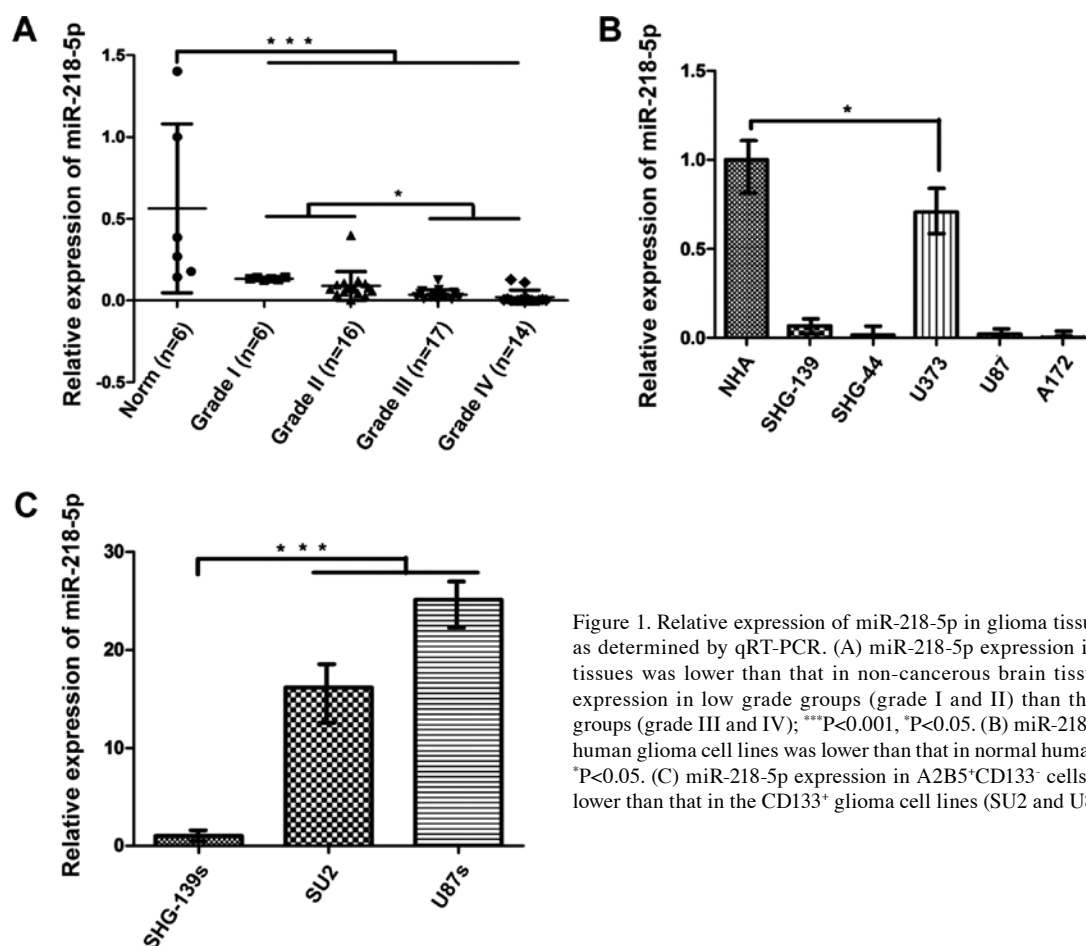 A
Relative expression of miR-218-5p
1.5
1.0
0.5
0.0
-0.5
* * *
*
Norm (n=6)
Grade I (n=6)
Grade II (n=16)
Grade III (n=17)
Grade IV (n=14)
B
Relative expression of miR-218-5p
1.5
1.0
0.5
0.0
*
NHA
SHG-139
SHG-44
U373
U87
A172
C
Relative expression of miR-218-5p
30
20
10
0
* * *
SHG-139s
SU2
U87s
Figure 1. Relative expression of miR-218-5p in glioma tissu
as determined by qRT-PCR. (A) miR-218-5p expression i
tissues was lower than that in non-cancerous brain tissu
expression in low grade groups (grade I and II) than th
groups (grade III and IV); ***P<0.001, *P<0.05. (B) miR-218
human glioma cell lines was lower than that in normal huma
*P<0.05. (C) miR-218-5p expression in A2B5+CD133- cells
lower than that in the CD133+ glioma cell lines (SU2 and U8